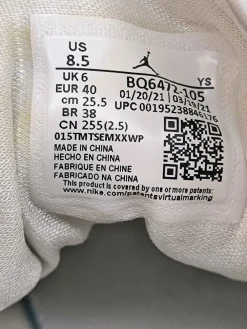 US
8.5
YS
UK 6
EUR 40
cm 25.5
BR 38
CN 255(2.5)
BQ6472-105
01/20/21 | 03/19/21
UPC 00195238846176
015TMTSEMXXWP
MADE IN CHINA
HECHO EN CHINA
FABRIQUE EN CHINE
FABRICADO NA CHINA
This product is covered by one or more patents:
www.nike.com/patentsvirtualmarking